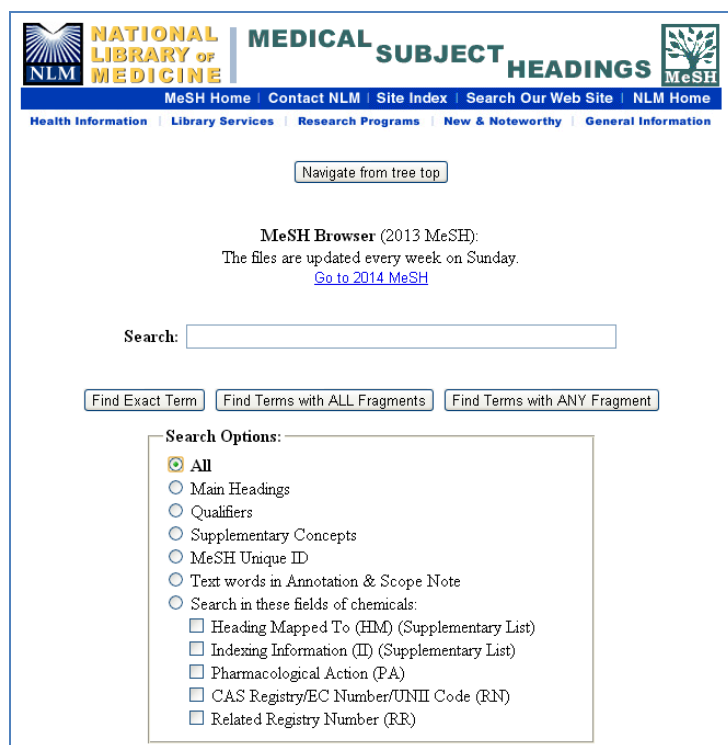 NATIONAL
LIBRARY OF
MEDICINE
NLM
MEDICAL SUBJECT HEADINGS
MeSH
MeSH Home | Contact NLM | Site Index | Search Our Web Site | NLM Home
Health Information | Library Services | Research Programs | New & Noteworthy | General Information
Navigate from tree top
MeSH Browser (2013 MeSH):
The files are updated every week on Sunday.
Go to 2014 MeSH
Search:
Find Exact Term Find Terms with ALL Fragments Find Terms with ANY Fragment
Search Options:
All
Main Headings
Qualifiers
Supplementary Concepts
MeSH Unique ID
Text words in Annotation & Scope Note
Search in these fields of chemicals:
Heading Mapped To (HM) (Supplementary List)
Indexing Information (II) (Supplementary List)
Pharmacological Action (PA)
CAS Registry/EC Number/UNII Code (RN)
Related Registry Number (RR)